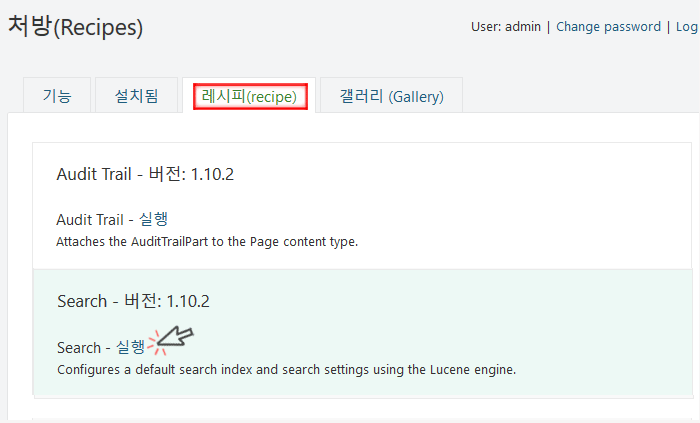 처방(Recipes)
User: admin | Change password | Log
기능
설치됨
레시피(recipe)
갤러리 (Gallery)
Audit Trail - 버전: 1.10.2
Audit Trail - 실행
Attaches the AuditTrailPart to the Page content type.
Search - 버전: 1.10.2
Search - 실행
Configures a default search index and search settings using the Lucene engine.